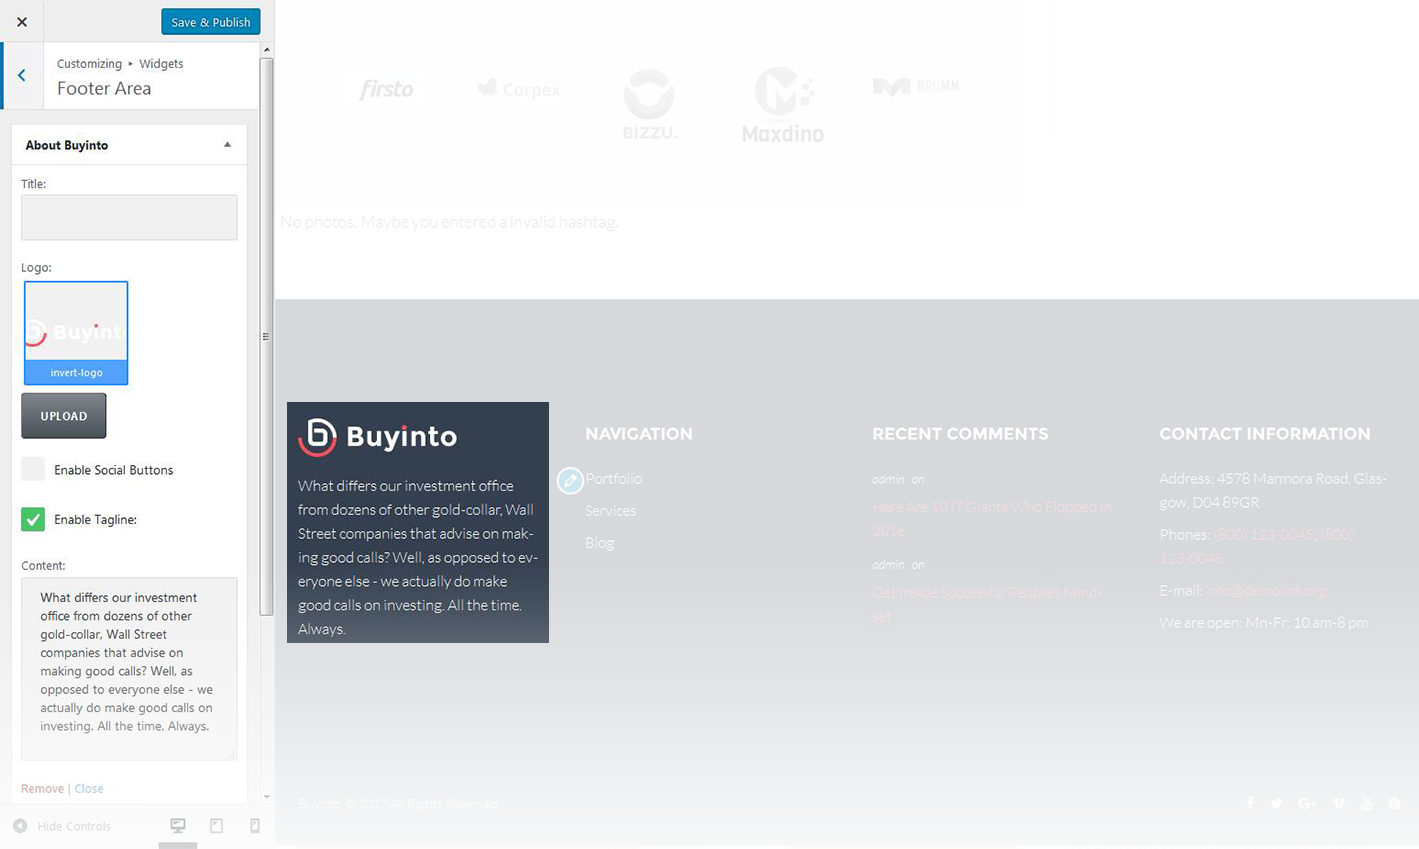 Save & Publish
Customizing ▸ Widgets
Footer Area
About Buyinto
Title:
Logo:
Buyinto
invert-logo
UPLOAD
Enable Social Buttons
Enable Tagline:
Content:
What differs our investment
office from dozens of other
gold-collar, Wall Street
companies that advise on
making good calls? Well, as
opposed to everyone else - we
actually do make good calls on
investing. All the time. Always.
Remove | Close
Hide Controls
firsto
Corpex
BIZZU.
Maxdino
BRUMM
No photos. Maybe you entered a invalid hashtag.
Buyinto
What differs our investment office
from dozens of other gold-collar, Wall
Street companies that advise on mak-
ing good calls? Well, as opposed to ev-
eryone else - we actually do make
good calls on investing. All the time.
Always.
NAVIGATION
Portfolio
Services
Blog
RECENT COMMENTS
admin on
Here Are 10 IT Giants Who Flopped in
2016
admin on
Get Inside Successful People's Mind-
set
CONTACT INFORMATION
Address: 4578 Marmora Road, Glas-
gow, D04 89GR
Phones: (800) 123-0045; (800)
123-0046
E-mail: info@demolink.org
We are open: Mn-Fr: 10 am-8 pm
Buyinto © 2017 All Rights Reserved